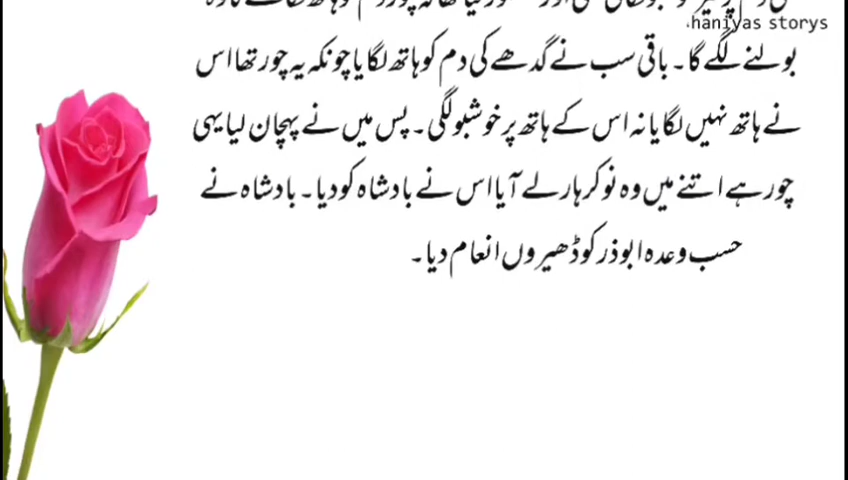 haniyas storys
بولنے لگے گا۔ باقی سب نے گدھے کی دم کو ہاتھ لگایا چونکہ یہ چور تھا اس
نے ہاتھ نہیں لگایا نہ اس کے ہاتھ پر خوشبو لگی۔ پس میں نے پہچان لیا یہی
چور ہے اتنے میں وہ نوکر ہار لے آیا اس نے بادشاہ کو دیا۔ بادشاہ نے
حسب وعدہ ابوذر کو ڈھیروں انعام دیا۔